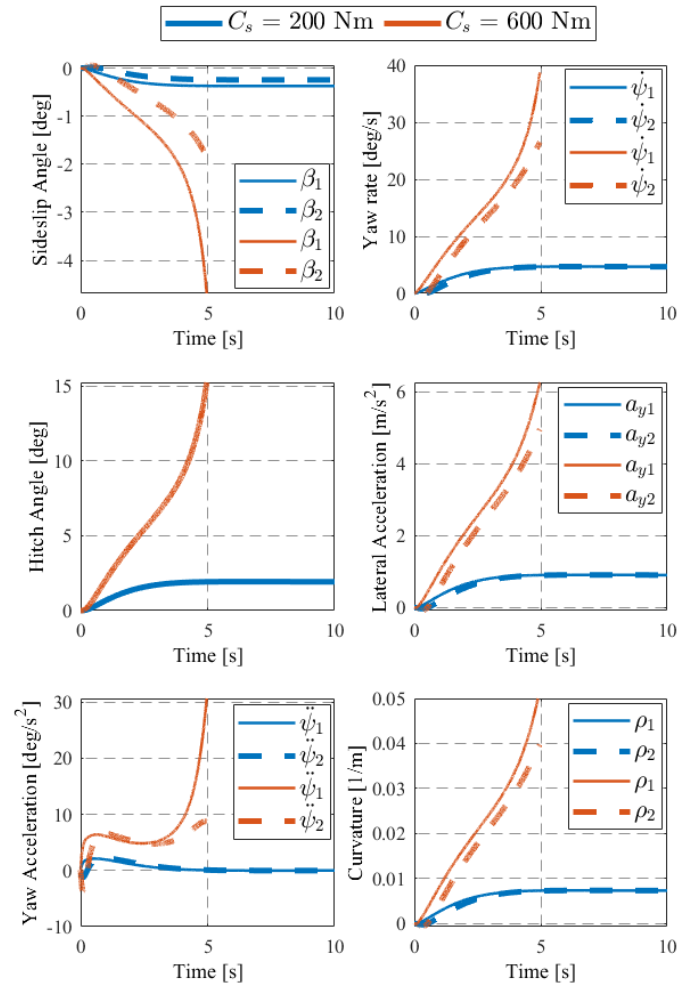 C_s = 200 Nm C_s = 600 Nm
Sideslip Angle [deg]
0
-1
-2
-3
-4
β_1
β_2
β_1
β_2
0 5 10
Time [s]
Yaw rate [deg/s]
40
30
20
10
0
ψ̇_1
ψ̇_2
ψ̇_1
ψ̇_2
0 5 10
Time [s]
Hitch Angle [deg]
15
10
5
0
0 5 10
Time [s]
Lateral Acceleration [m/s²]
6
4
2
0
a_y1
a_y2
a_y1
a_y2
0 5 10
Time [s]
Yaw Acceleration [deg/s²]
30
20
10
0
-10
ψ̈_1
ψ̈_2
ψ̈_1
ψ̈_2
0 5 10
Time [s]
Curvature [1/m]
0.05
0.04
0.03
0.02
0.01
0
ρ_1
ρ_2
ρ_1
ρ_2
0 5 10
Time [s]